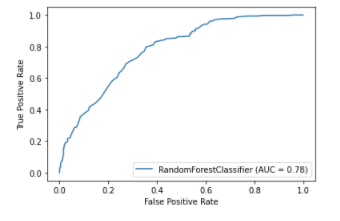 1.0
0.8
0.6
0.4
0.2
0.0
True Positive Rate
RandomForestClassifier (AUC = 0.78)
0.0 0.2 0.4 0.6 0.8 1.0
False Positive Rate